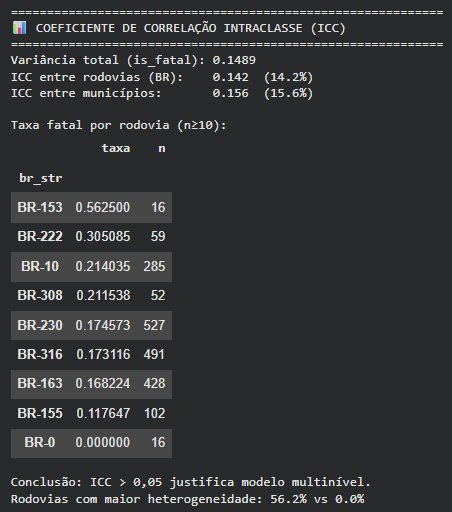 ============================================================
📊 COEFICIENTE DE CORRELAÇÃO INTRACLASSE (ICC)
============================================================
Variância total (is_fatal): 0.1489
ICC entre rodovias (BR): 0.142 (14.2%)
ICC entre municípios: 0.156 (15.6%)
Taxa fatal por rodovia (n≥10):
taxa n
br_str
BR-153 0.562500 16
BR-222 0.305085 59
BR-10 0.214035 285
BR-308 0.211538 52
BR-230 0.174573 527
BR-316 0.173116 491
BR-163 0.168224 428
BR-155 0.117647 102
BR-0 0.000000 16
Conclusão: ICC > 0,05 justifica modelo multinível.
Rodovias com maior heterogeneidade: 56.2% vs 0.0%